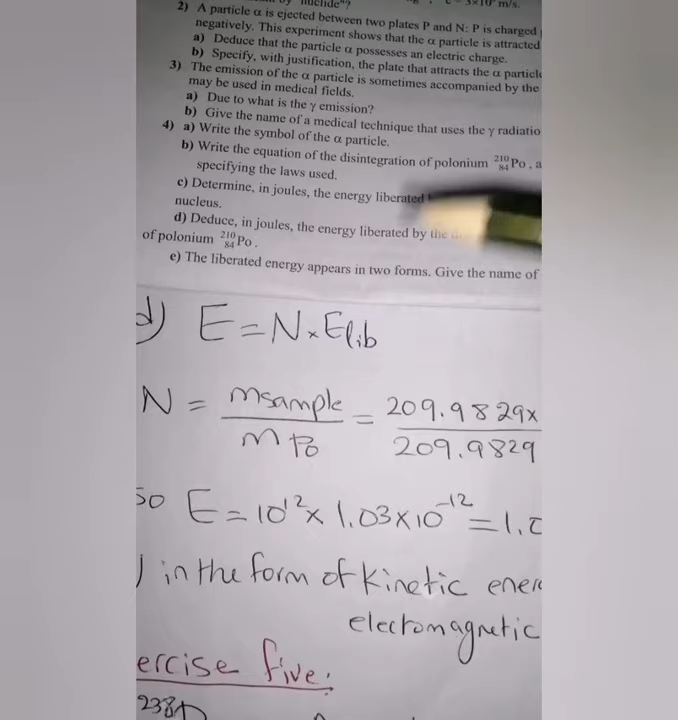 2) A particle α is ejected between two plates P and N: P is charged
negatively. This experiment shows that the α particle is attracted
a) Deduce that the particle α possesses an electric charge.
b) Specify, with justification, the plate that attracts the α particle
3) The emission of the α particle is sometimes accompanied by the
may be used in medical fields.
a) Due to what is the γ emission?
b) Give the name of a medical technique that uses the γ radiatio
4) a) Write the symbol of the α particle.
b) Write the equation of the disintegration of polonium ²¹⁰₈₄Po, a
specifying the laws used.
c) Determine, in joules, the energy liberated
nucleus.
d) Deduce, in joules, the energy liberated by the
of polonium ²¹⁰₈₄Po.
e) The liberated energy appears in two forms. Give the name of
d) E = N × Elib
N = msample / mPo = 209.9829x / 209.9829
so E = 10¹² × 1.03 × 10⁻¹² = 1.0
) in the form of kinetic ener
electromagnetic
ercise five:
238